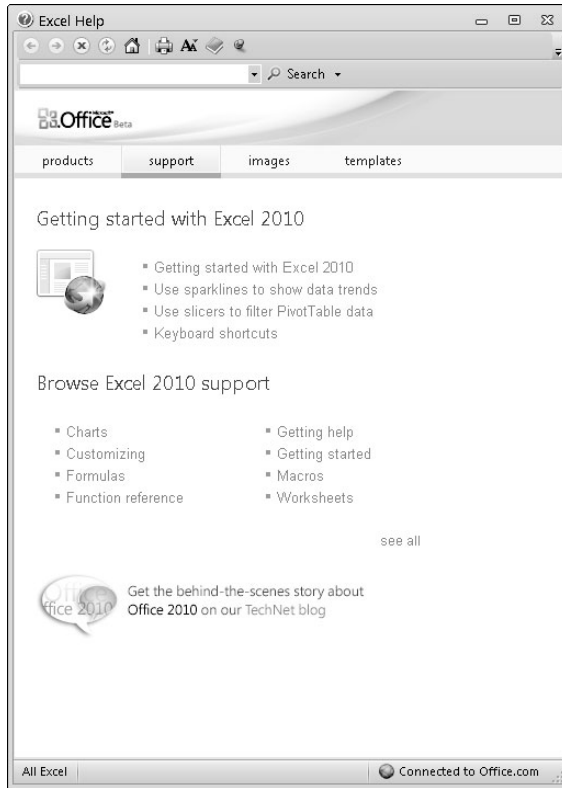 Excel Help
Search
Office Beta
products support images templates
Getting started with Excel 2010
Getting started with Excel 2010
Use sparklines to show data trends
Use slicers to filter PivotTable data
Keyboard shortcuts
Browse Excel 2010 support
Charts
Customizing
Formulas
Function reference
Getting help
Getting started
Macros
Worksheets
see all
Get the behind-the-scenes story about
Office 2010 on our TechNet blog
All Excel
Connected to Office.com